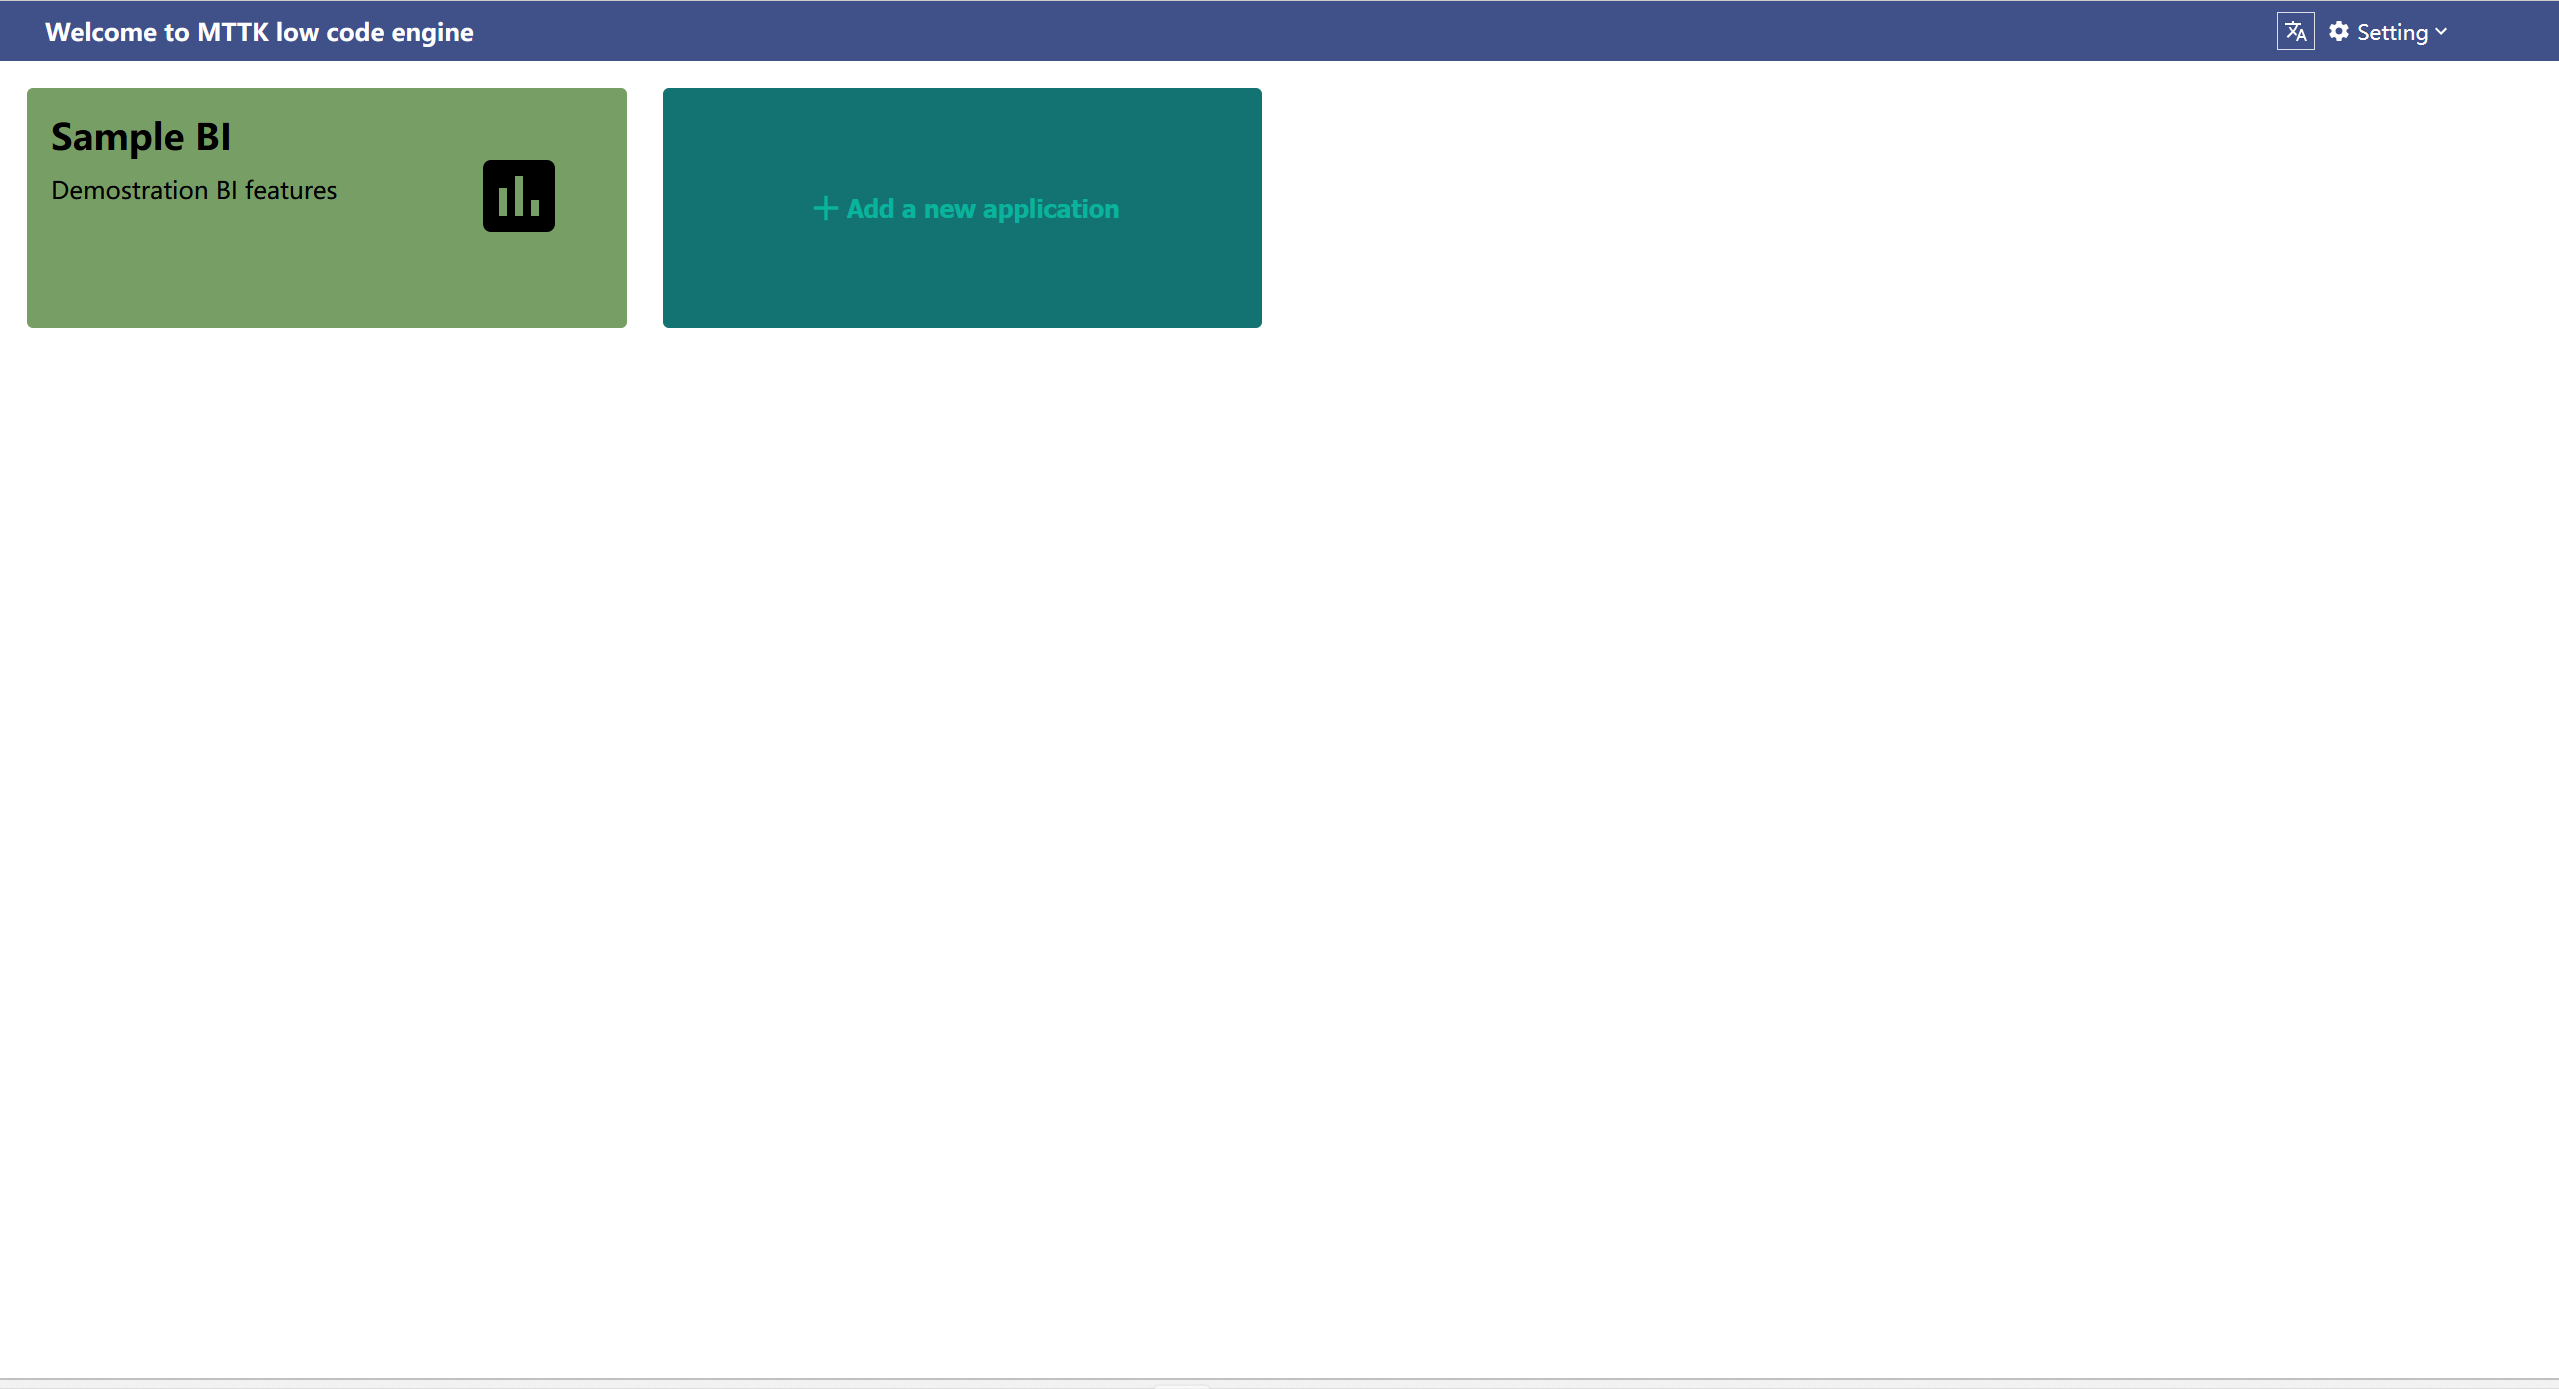 Welcome to MTTK low code engine
Setting
Sample BI
Demostration BI features
Add a new application